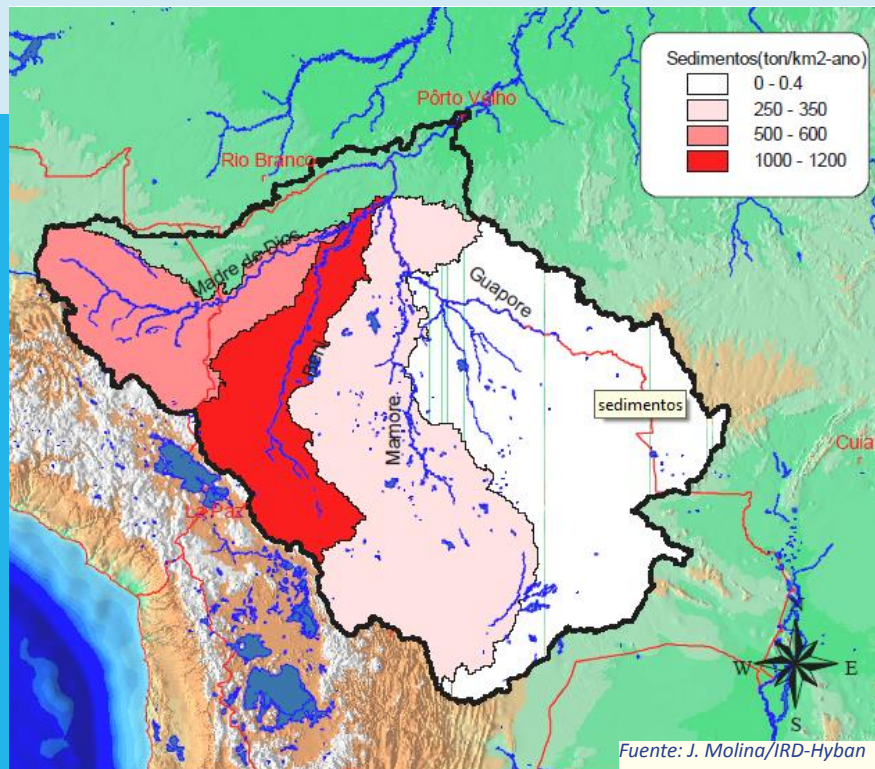 Sedimentos(ton/km2-ano)
0 - 0.4
250 - 350
500 - 600
1000 - 1200
Pôrto Velho
Rio Branco
Madre de Dios
Guapore
Beni
sedimentos
Mamore
Cuia
La Paz
N
W
E
S
Fuente: J. Molina/IRD-Hyban